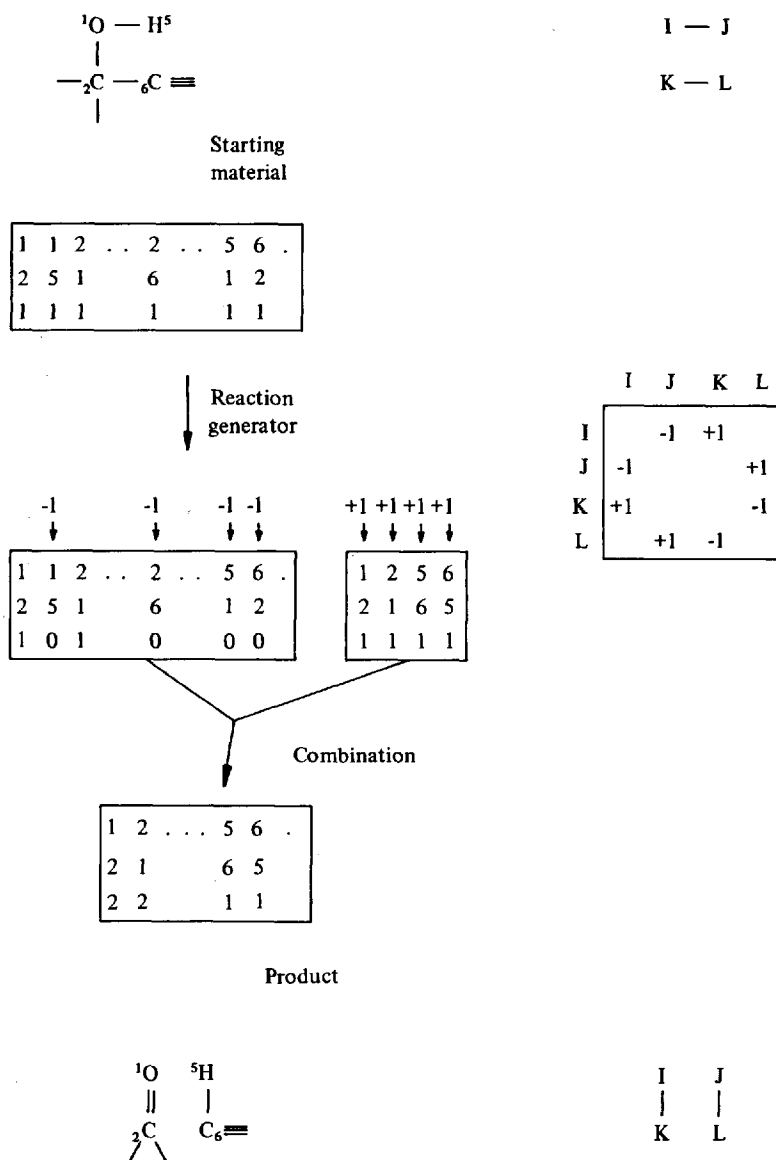 ¹O — H⁵ I — J
—₂C —₆C ≡ K — L
Starting
material
1 1 2 . . 2 . . 5 6 .
2 5 1 6 1 2
1 1 1 1 1 1
Reaction
generator
I J K L
I -1 +1
J -1 +1
K +1 -1
L +1 -1
-1 -1 -1 -1 +1 +1 +1 +1
1 1 2 . . 2 . . 5 6 . 1 2 5 6
2 5 1 6 1 2 2 1 6 5
1 0 1 0 0 0 1 1 1 1
Combination
1 2 . . . 5 6 .
2 1 6 5
2 2 1 1
Product
¹O ⁵H I J
₂C C₆≡ K L